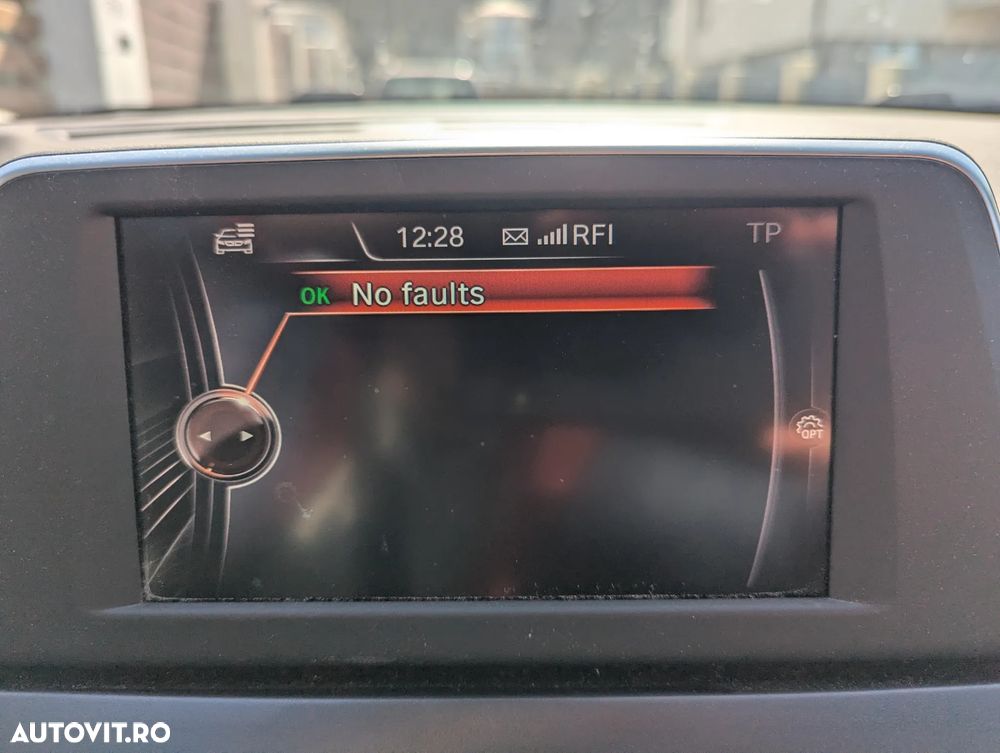 12:28 RFI TP
OK No faults
OPT
AUTOVIT.RO